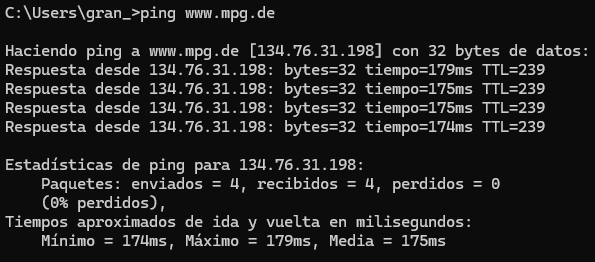 C:\Users\gran_>ping www.mpg.de
Haciendo ping a www.mpg.de [134.76.31.198] con 32 bytes de datos:
Respuesta desde 134.76.31.198: bytes=32 tiempo=179ms TTL=239
Respuesta desde 134.76.31.198: bytes=32 tiempo=175ms TTL=239
Respuesta desde 134.76.31.198: bytes=32 tiempo=175ms TTL=239
Respuesta desde 134.76.31.198: bytes=32 tiempo=174ms TTL=239
Estadísticas de ping para 134.76.31.198:
Paquetes: enviados = 4, recibidos = 4, perdidos = 0
(0% perdidos),
Tiempos aproximados de ida y vuelta en milisegundos:
Mínimo = 174ms, Máximo = 179ms, Media = 175ms